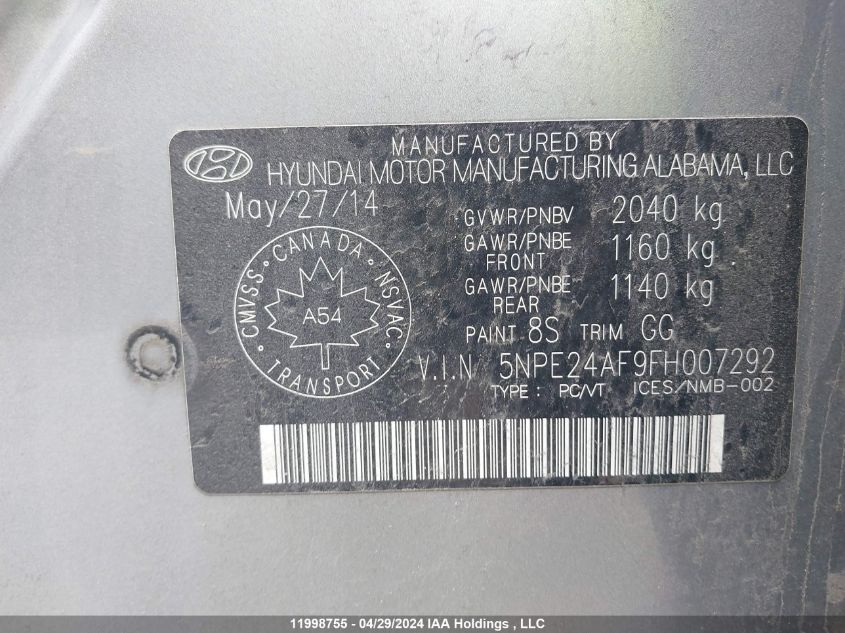 MANUFACTURED BY
HYUNDAI MOTOR MANUFACTURING ALABAMA, LLC
May/27/14
GVWR/PNBV 2040 kg
GAWR/PNBE FRONT 1160 kg
GAWR/PNBE REAR 1140 kg
CANADA
CMVSS
NSVAC
A54
TRANSPORT
PAINT 8S TRIM GG
V.I.N 5NPE24AF9FH007292
TYPE : PC/VT ICES/NMB-002
11998755 - 04/29/2024 IAA Holdings , LLC